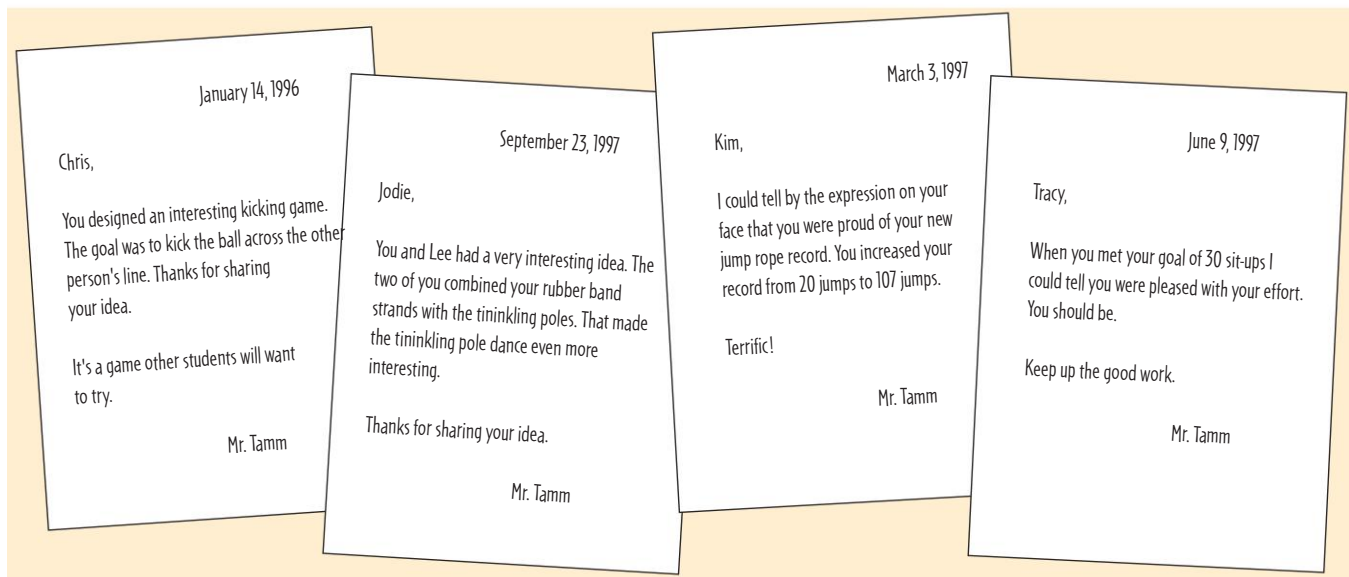 January 14, 1996
Chris,
You designed an interesting kicking game.
The goal was to kick the ball across the other
person's line. Thanks for sharing
your idea.
It's a game other students will want
to try.
Mr. Tamm
September 23, 1997
Jodie,
You and Lee had a very interesting idea. The
two of you combined your rubber band
strands with the tininkling poles. That made
the tininkling pole dance even more
interesting.
Thanks for sharing your idea.
Mr. Tamm
March 3, 1997
Kim,
I could tell by the expression on your
face that you were proud of your new
jump rope record. You increased your
record from 20 jumps to 107 jumps.
Terrific!
Mr. Tamm
June 9, 1997
Tracy,
When you met your goal of 30 sit-ups I
could tell you were pleased with your effort.
You should be.
Keep up the good work.
Mr. Tamm